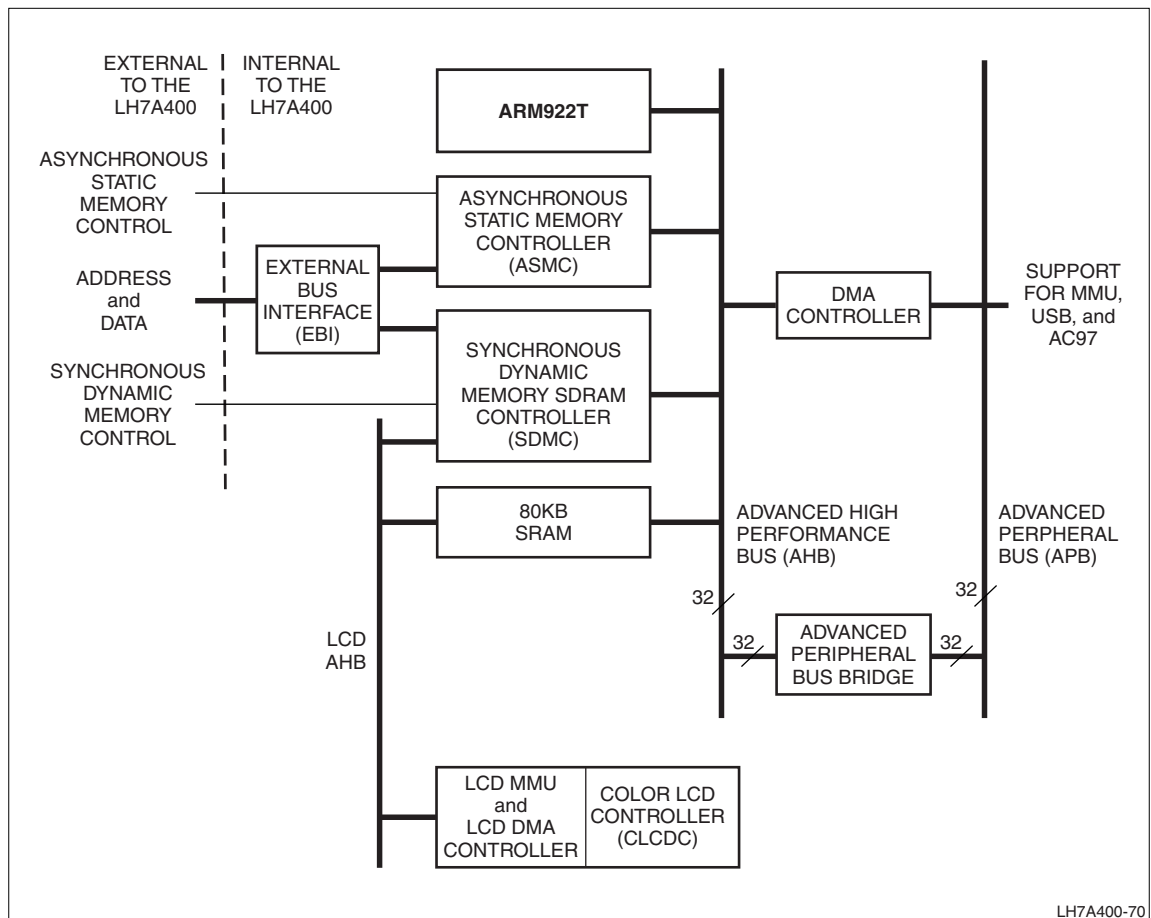 EXTERNAL
TO THE
LH7A400
INTERNAL
TO THE
LH7A400
ARM922T
ASYNCHRONOUS
STATIC
MEMORY
CONTROL
ASYNCHRONOUS
STATIC MEMORY
CONTROLLER
(ASMC)
ADDRESS
and
DATA
EXTERNAL
BUS
INTERFACE
(EBI)
DMA
CONTROLLER
SUPPORT
FOR MMU,
USB, and
AC97
SYNCHRONOUS
DYNAMIC
MEMORY
CONTROL
SYNCHRONOUS
DYNAMIC
MEMORY SDRAM
CONTROLLER
(SDMC)
80KB
SRAM
ADVANCED HIGH
PERFORMANCE
BUS (AHB)
ADVANCED
PERPHERAL
BUS (APB)
32
32
LCD
AHB
32
ADVANCED
PERIPHERAL
BUS BRIDGE
32
LCD MMU
and
LCD DMA
CONTROLLER
COLOR LCD
CONTROLLER
(CLCDC)
LH7A400-70